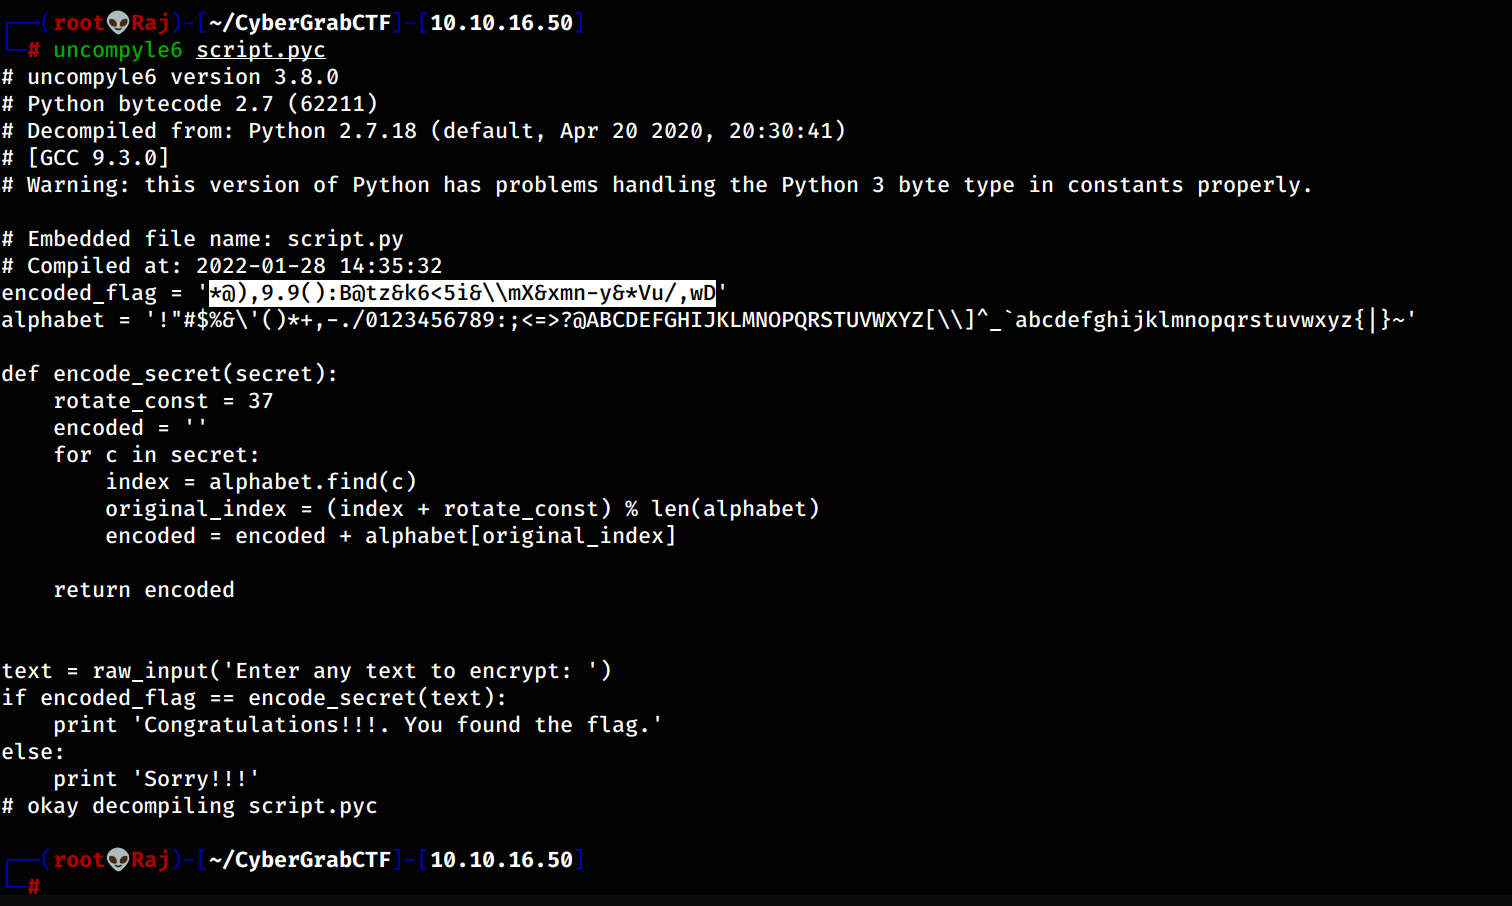 ┌──(root👽Raj)-[~/CyberGrabCTF]-[10.10.16.50]
└─# uncompyle6 script.pyc
# uncompyle6 version 3.8.0
# Python bytecode 2.7 (62211)
# Decompiled from: Python 2.7.18 (default, Apr 20 2020, 20:30:41)
# [GCC 9.3.0]
# Warning: this version of Python has problems handling the Python 3 byte type in constants properly.

# Embedded file name: script.py
# Compiled at: 2022-01-28 14:35:32
encoded_flag = '*@),9.9():B@tz&k6<5i&\\mX&xmn-y&*Vu/,wD'
alphabet = '!"#$%&\'()*+,-./0123456789:;<=>?@ABCDEFGHIJKLMNOPQRSTUVWXYZ[\\]^_`abcdefghijklmnopqrstuvwxyz{|}~'

def encode_secret(secret):
    rotate_const = 37
    encoded = ''
    for c in secret:
        index = alphabet.find(c)
        original_index = (index + rotate_const) % len(alphabet)
        encoded = encoded + alphabet[original_index]

    return encoded


text = raw_input('Enter any text to encrypt: ')
if encoded_flag == encode_secret(text):
    print 'Congratulations!!!. You found the flag.'
else:
    print 'Sorry!!!'
# okay decompiling script.pyc

┌──(root👽Raj)-[~/CyberGrabCTF]-[10.10.16.50]
└─#